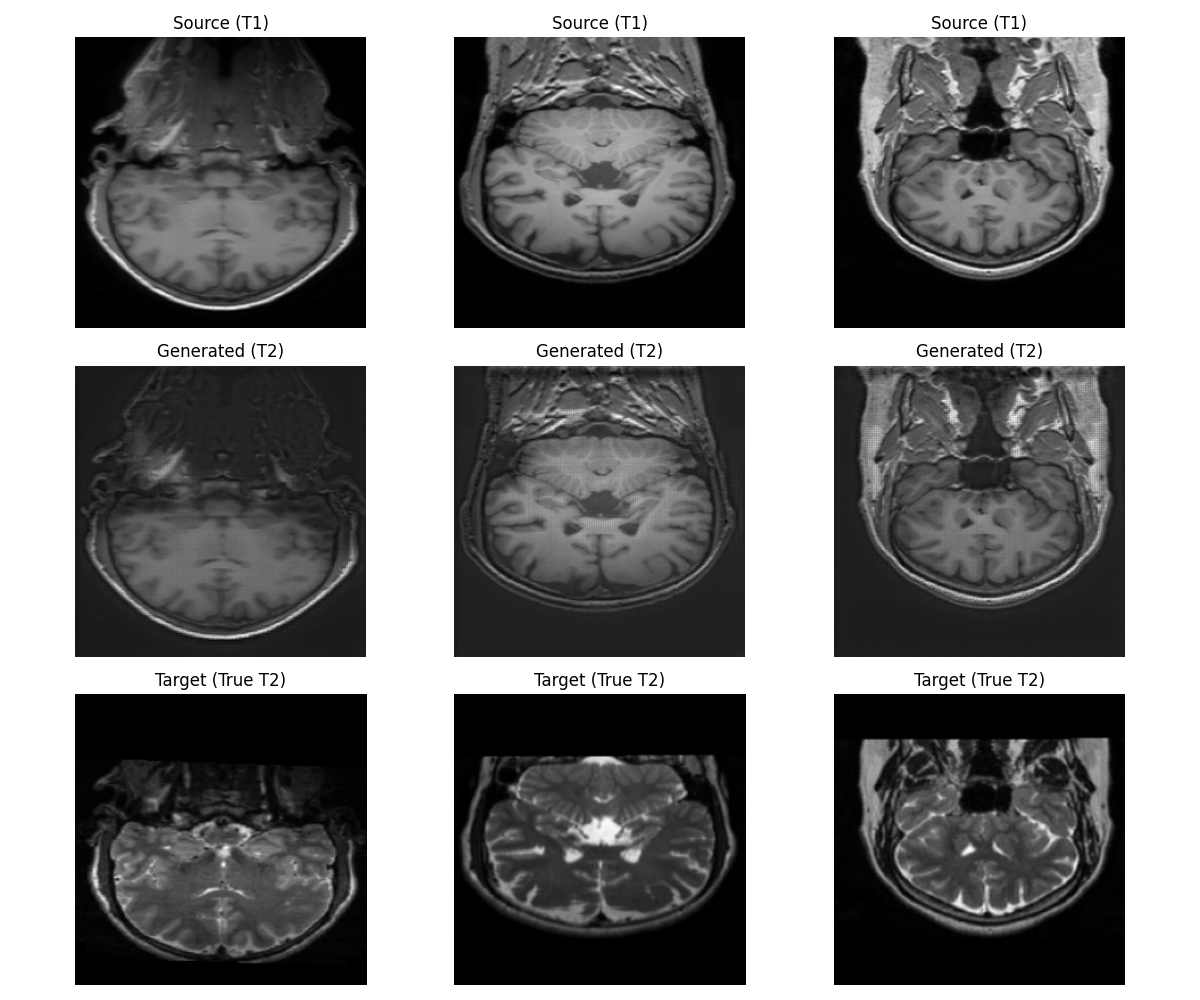 Source (T1)
Source (T1)
Source (T1)
Generated (T2)
Generated (T2)
Generated (T2)
Target (True T2)
Target (True T2)
Target (True T2)